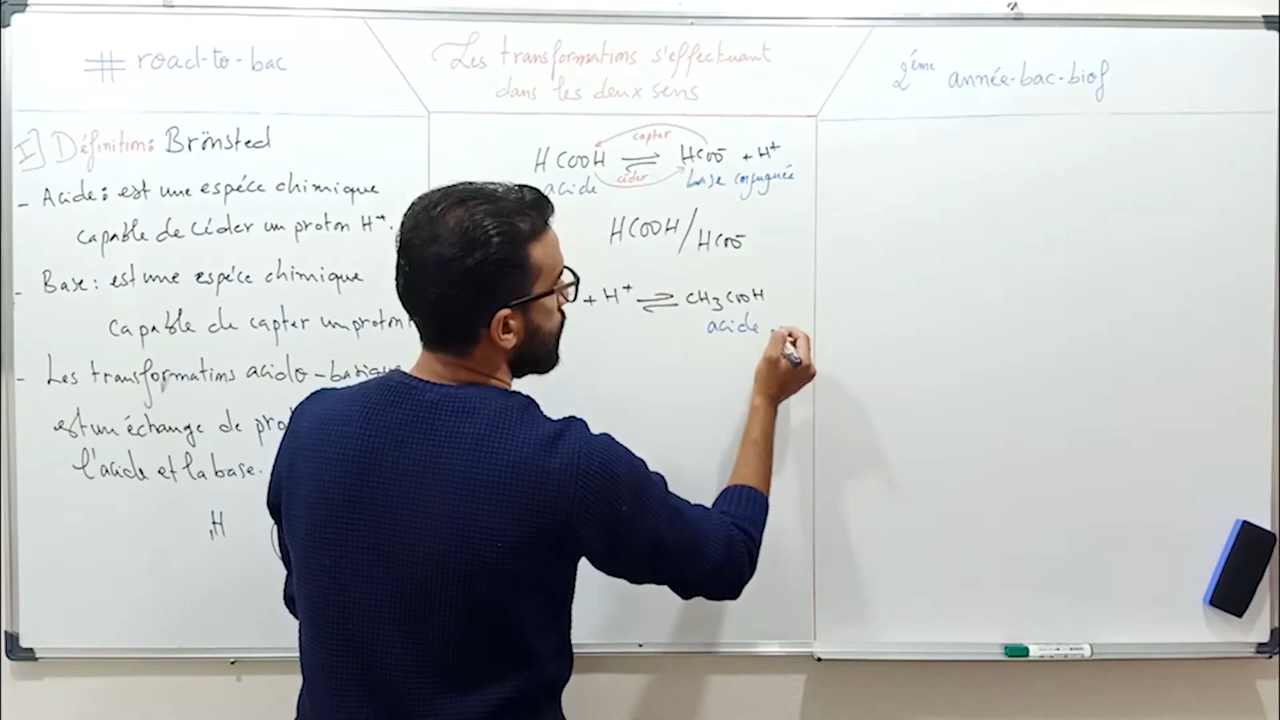 # road-to-bac
Les transformations s'effectuant
dans les deux sens
2ème année-bac-biof
I] Définition: Brönsted
- Acide: est une espéce chimique
capable de céder un proton H+.
- Base: est une espéce chimique
capable de capter un proton
- Les transformations acido-basique
est un échange de pro
l'acide et la base.
H
capter
HCOOH ⇌ HCOO- + H+
céder
acide base conjuguée
HCOOH/HCOO-
+ H+ ⇌ CH3COOH
acide